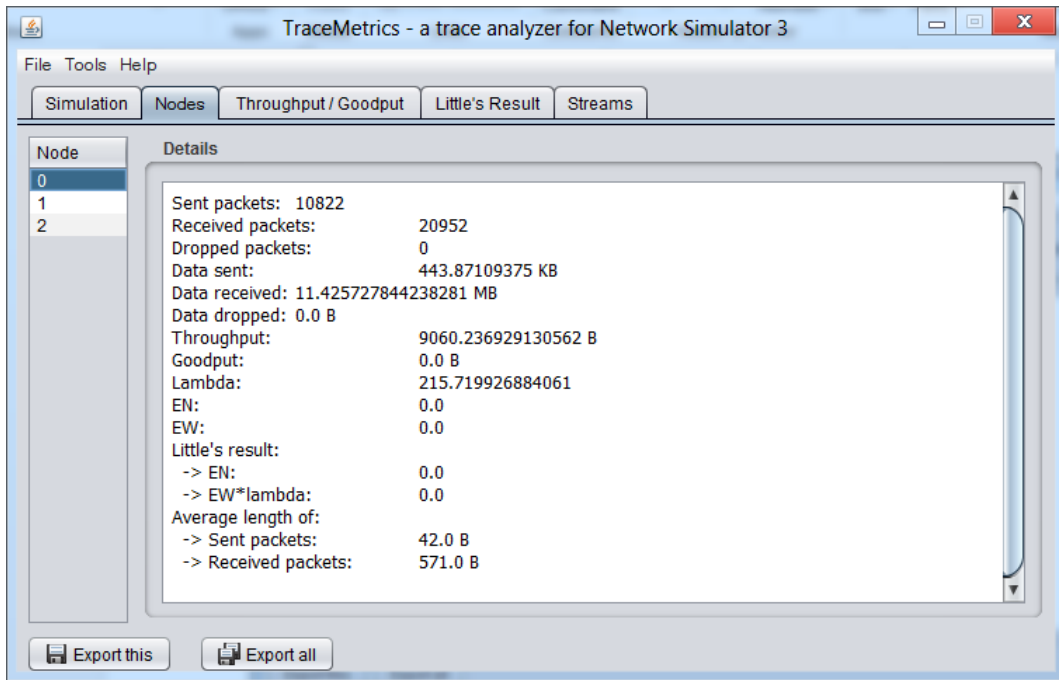 TraceMetrics - a trace analyzer for Network Simulator 3
File Tools Help
Simulation Nodes Throughput / Goodput Little's Result Streams
Node
0
1
2
Details
Sent packets: 10822
Received packets: 20952
Dropped packets: 0
Data sent: 443.87109375 KB
Data received: 11.425727844238281 MB
Data dropped: 0.0 B
Throughput: 9060.236929130562 B
Goodput: 0.0 B
Lambda: 215.719926884061
EN: 0.0
EW: 0.0
Little's result:
-> EN: 0.0
-> EW*lambda: 0.0
Average length of:
-> Sent packets: 42.0 B
-> Received packets: 571.0 B
Export this Export all